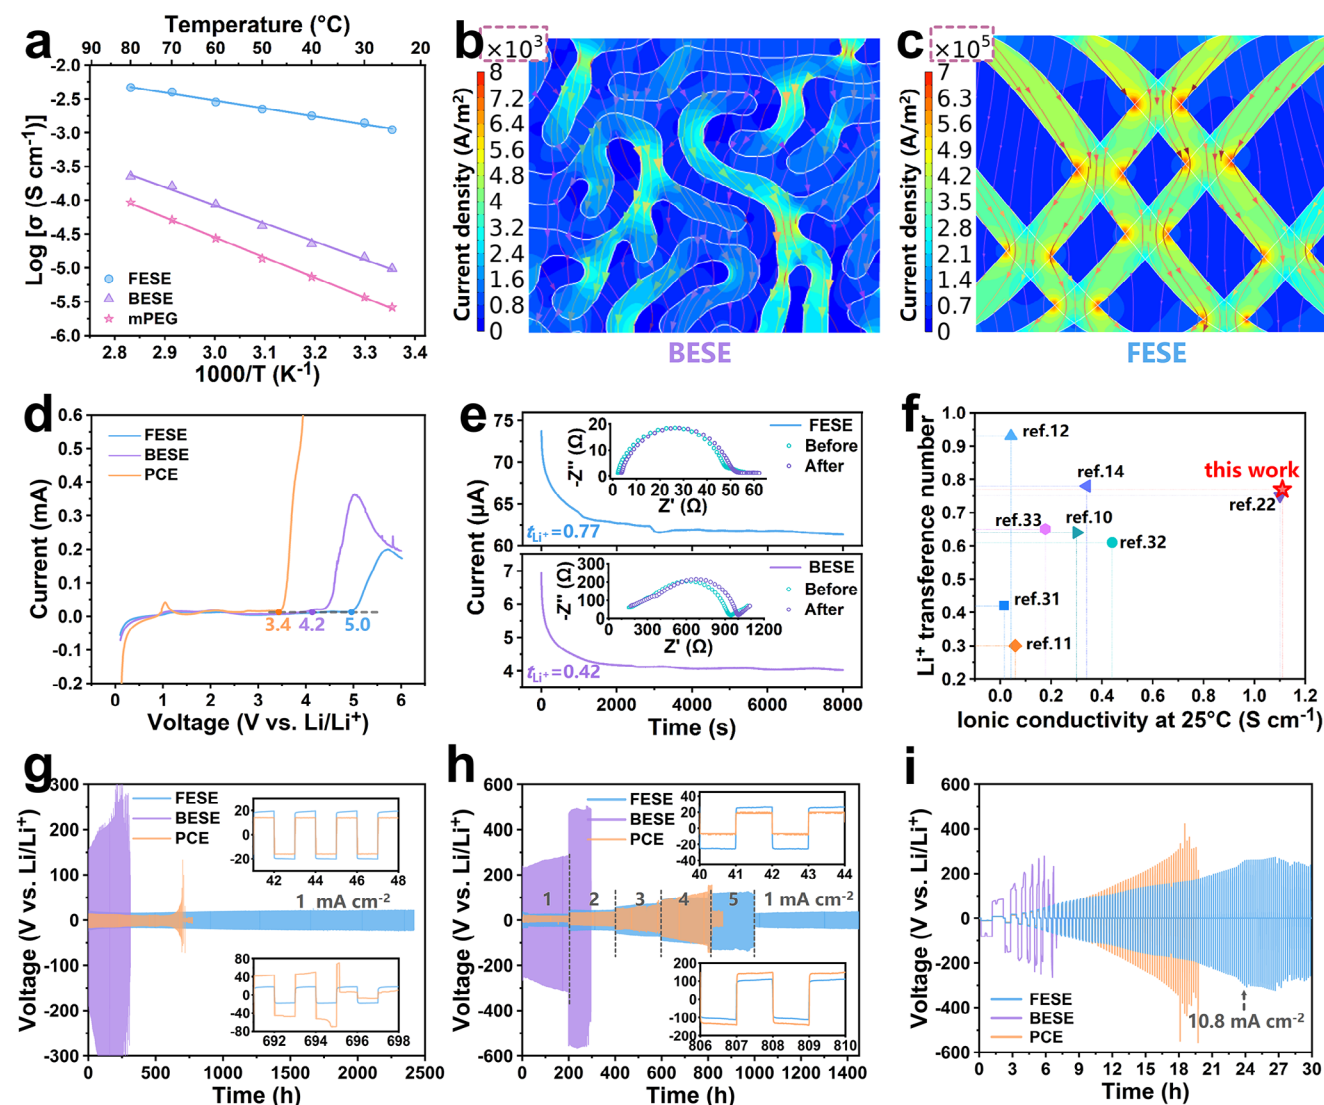 a
Temperature (°C)
90 80 70 60 50 40 30 20
-2.0
-2.5
-3.0
-3.5
-4.0
-4.5
-5.0
-5.5
-6.0
Log [σ (S cm-1)]
FESE
BESE
mPEG
2.8 2.9 3.0 3.1 3.2 3.3 3.4
1000/T (K-1)
b
×10³
8
7.2
6.4
5.6
4.8
4
3.2
2.4
1.6
0.8
0
Current density (A/m²)
BESE
c
×10⁵
7
6.3
5.6
4.9
4.2
3.5
2.8
2.1
1.4
0.7
0
Current density (A/m²)
FESE
d
0.6
0.5
0.4
0.3
0.2
0.1
0.0
-0.1
-0.2
Current (mA)
FESE
BESE
PCE
3.4 4.2 5.0
0 1 2 3 4 5 6
Voltage (V vs. Li/Li+)
e
75
70
65
60
7
6
5
4
Current (μA)
tLi+=0.77
20
10
0
-Z'' (Ω)
0 10 20 30 40 50 60
Z' (Ω)
FESE
Before
After
tLi+=0.42
300
200
100
0
-Z'' (Ω)
0 300 600 900 1200
Z' (Ω)
BESE
Before
After
0 2000 4000 6000 8000
Time (s)
f
1.0
0.9
0.8
0.7
0.6
0.5
0.4
0.3
0.2
Li+ transference number
ref.12
ref.14
this work
ref.22
ref.33
ref.10
ref.32
ref.31
ref.11
0.0 0.2 0.4 0.6 0.8 1.0 1.2
Ionic conductivity at 25°C (S cm-1)
g
300
200
100
0
-100
-200
-300
Voltage (V vs. Li/Li+)
FESE
BESE
PCE
20
0
-20
42 44 46 48
1 mA cm-2
80
40
0
-40
-80
692 694 696 698
0 500 1000 1500 2000 2500
Time (h)
h
600
400
200
0
-200
-400
-600
Voltage (V vs. Li/Li+)
FESE
BESE
PCE
45
20
0
-20
-40
40 41 42 43 44
1 2 3 4 5 1 mA cm-2
200
100
0
-100
-200
806 807 808 809 810
0 200 400 600 800 1000 1200 1400
Time (h)
i
600
400
200
0
-200
-400
-600
Voltage (V vs. Li/Li+)
FESE
BESE
PCE
10.8 mA cm-2
0 3 6 9 12 15 18 21 24 27 30
Time (h)